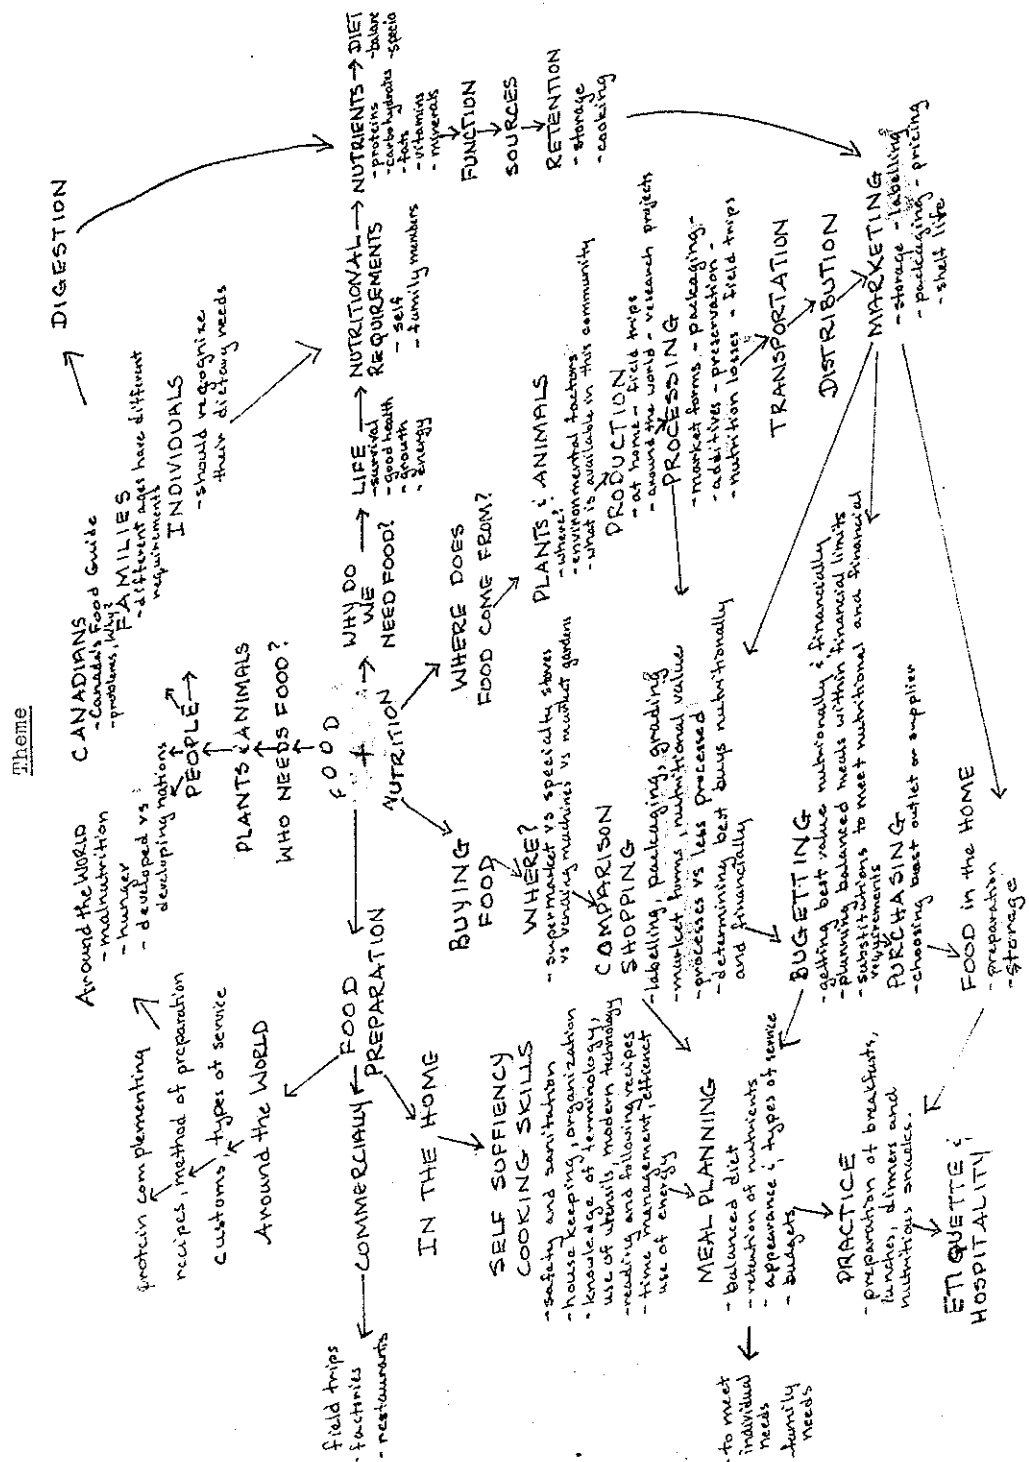 Theme
Around the WORLD
- malnutrition
- hunger
- developed vs
developing nations
CANADIANS
- Canada's Food Guide
- problems, Why?
FAMILIES
- different ages have different
requirements
INDIVIDUALS
- should recognize
their dietary needs
DIGESTION
PEOPLE
PLANTS & ANIMALS
WHO NEEDS FOOD?
FOOD
+
NUTRITION
WHY DO
WE
NEED FOOD?
LIFE
- survival
- good health
- growth
- energy
NUTRITIONAL
REQUIREMENTS
- self
- family members
NUTRIENTS
- proteins
- carbohydrates
- fats
- vitamins
- minerals
DIET
- balane
- specia
FUNCTION
SOURCES
RETENTION
- storage
- cooking
WHERE DOES
FOOD COME FROM?
PLANTS & ANIMALS
- where?
- environmental factors
- what is available in this community
PRODUCTION
- at home - field trips
- around the world - research projects
PROCESSING
- market forms - packaging -
- additives - preservation -
- nutrition losses - field trips
TRANSPORTATION
DISTRIBUTION
MARKETING
- storage - labelling
- packaging - pricing
- shelf life
BUYING
FOOD
WHERE?
- supermarket vs specialty stores
vs vending machines vs market gardens
COMPARISON
SHOPPING
- labelling, packaging, grading
- market forms, nutritional value
- processes vs less processed
- determining best buys nutritionally
and financially
BUGETTING
- getting best value nutrionally & financially
- planning balanced meals within financial limits
- substitutions to meet nutritional and financial
requirements
PURCHASING
- choosing best outlet or supplier
FOOD in the HOME
- preparation
- storage
FOOD
PREPARATION
Around the WORLD
customs, types of service
recipes, method of preparation
protein complementing
COMMERCIALLY
field trips
- factories
- restaurants
IN THE HOME
SELF SUFFIENCY
COOKING SKILLS
- safety and sanitation
- house keeping, organization
- knowledge of terminology,
use of utensils, modern technology
- reading and following recipes
- time management, efficient
use of energy
MEAL PLANNING
- balanced diet
- retention of nutrients
- appearance &, types of service
- budgets
- to meet
individual
needs
- family
needs
PRACTICE
- preparation of breakfasts,
lunches, dinners and
nutritious snacks.
ETIQUETTE &
HOSPITALITY